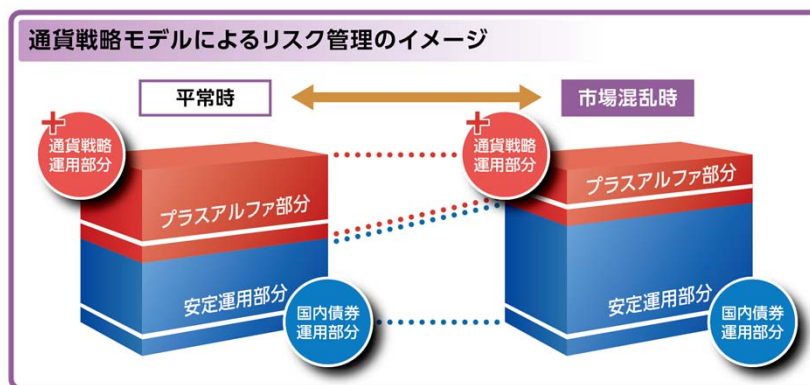 通貨戦略モデルによるリスク管理のイメージ
平常時
市場混乱時
＋
通貨戦略
運用部分
プラスアルファ部分
安定運用部分
国内債券
運用部分
＋
通貨戦略
運用部分
プラスアルファ部分
安定運用部分
国内債券
運用部分